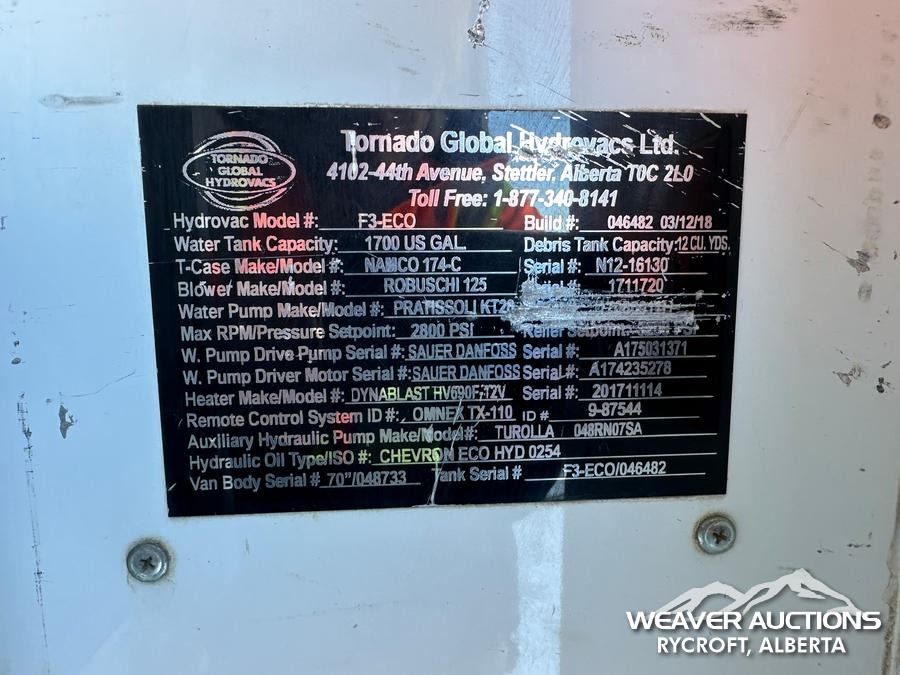 TORNADO
GLOBAL
HYDROVACS
Tornado Global Hydrovacs Ltd.
4102-44th Avenue, Stettler, Alberta T0C 2L0
Toll Free: 1-877-340-8141
Hydrovac Model #: F3-ECO Build #: 046482 03/12/18
Water Tank Capacity: 1700 US GAL. Debris Tank Capacity: 12 CU. YDS.
T-Case Make/Model #: NAMCO 174-C Serial #: N12-16130
Blower Make/Model #: ROBUSCHI 125 Serial #: 1711720
Water Pump Make/Model #: PRATISSOLI KT28
Max RPM/Pressure Setpoint: 2800 PSI Relief Setpoint:
W. Pump Drive Pump Serial #: SAUER DANFOSS Serial #: A175031371
W. Pump Driver Motor Serial #: SAUER DANFOSS Serial #: A174235278
Heater Make/Model #: DYNABLAST HV690F-12V Serial #: 201711114
Remote Control System ID #: OMNEX TX-110 ID # 9-87544
Auxiliary Hydraulic Pump Make/Model #: TUROLLA 048RN07SA
Hydraulic Oil Type/ISO #: CHEVRON ECO HYD 0254
Van Body Serial # 70"/048733 Tank Serial # F3-ECO/046482
WEAVER AUCTIONS
RYCROFT, ALBERTA